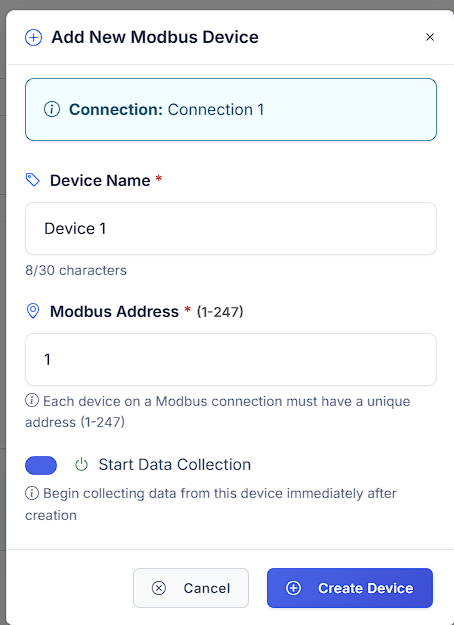 Add New Modbus Device
Connection: Connection 1
Device Name *
Device 1
8/30 characters
Modbus Address * (1-247)
1
Each device on a Modbus connection must have a unique
address (1-247)
Start Data Collection
Begin collecting data from this device immediately after
creation
Cancel
Create Device